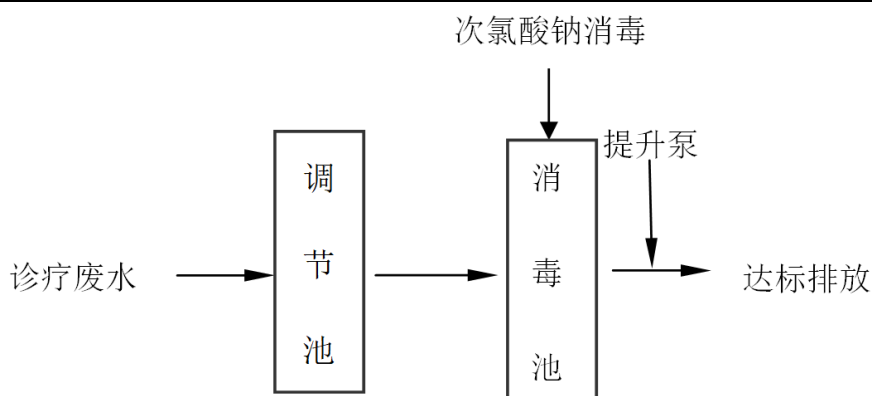 次氯酸钠消毒
提升泵
诊疗废水
调节池
消毒池
达标排放